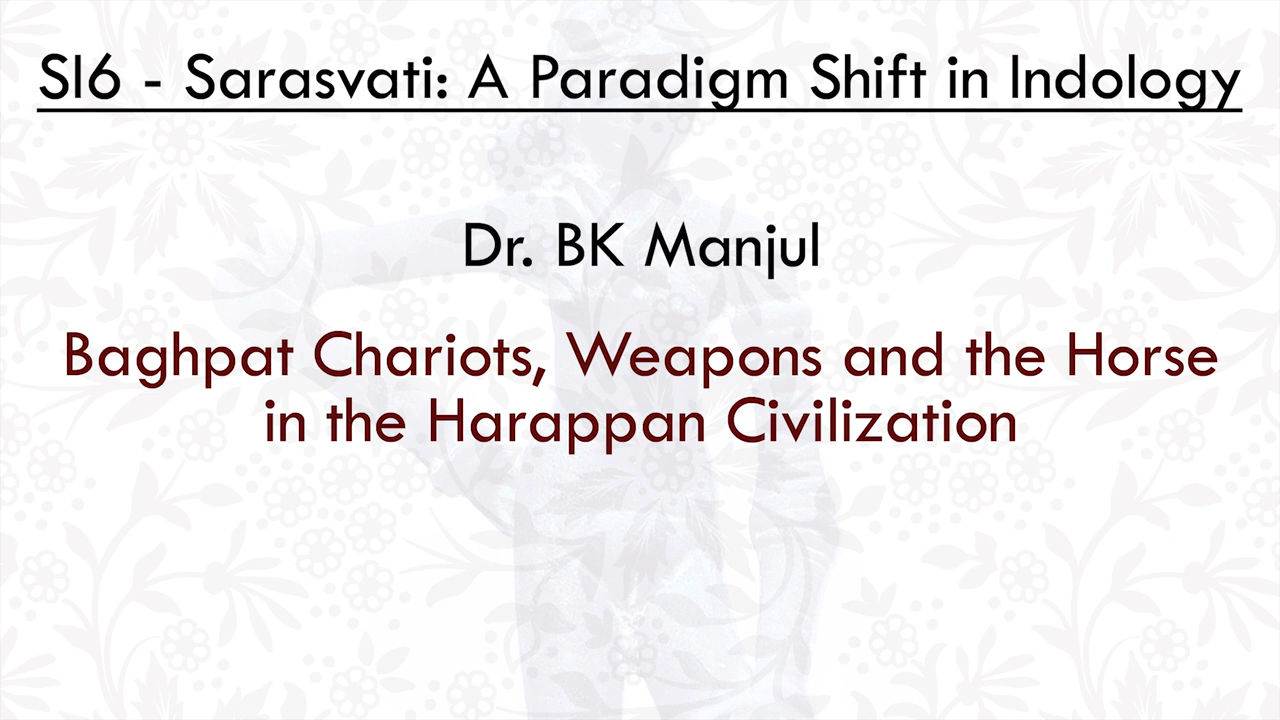 SI6 - Sarasvati: A Paradigm Shift in Indology
Dr. BK Manjul
Baghpat Chariots, Weapons and the Horse
in the Harappan Civilization